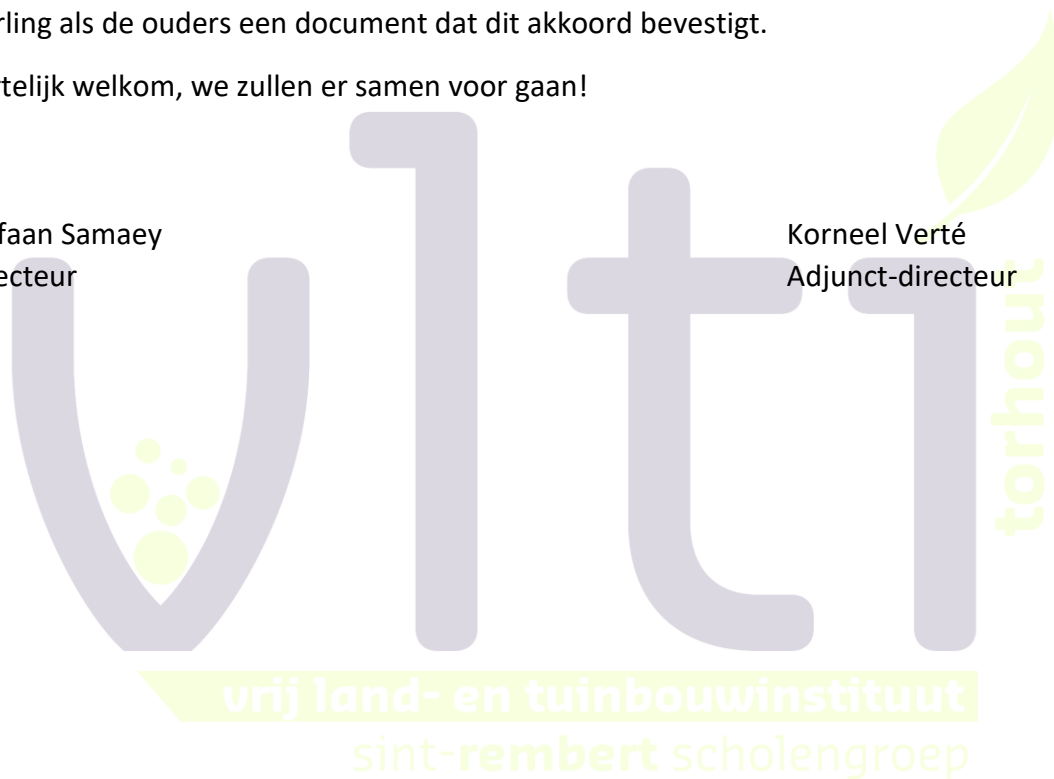 rling als de ouders een document dat dit akkoord bevestigt.
telijk welkom, we zullen er samen voor gaan!
faan Samaey
Korneel Verté
ecteur
Adjunct-directeur
vlti
torhout
vrij land- en tuinbouwinstituut
sint-rembert scholengroep